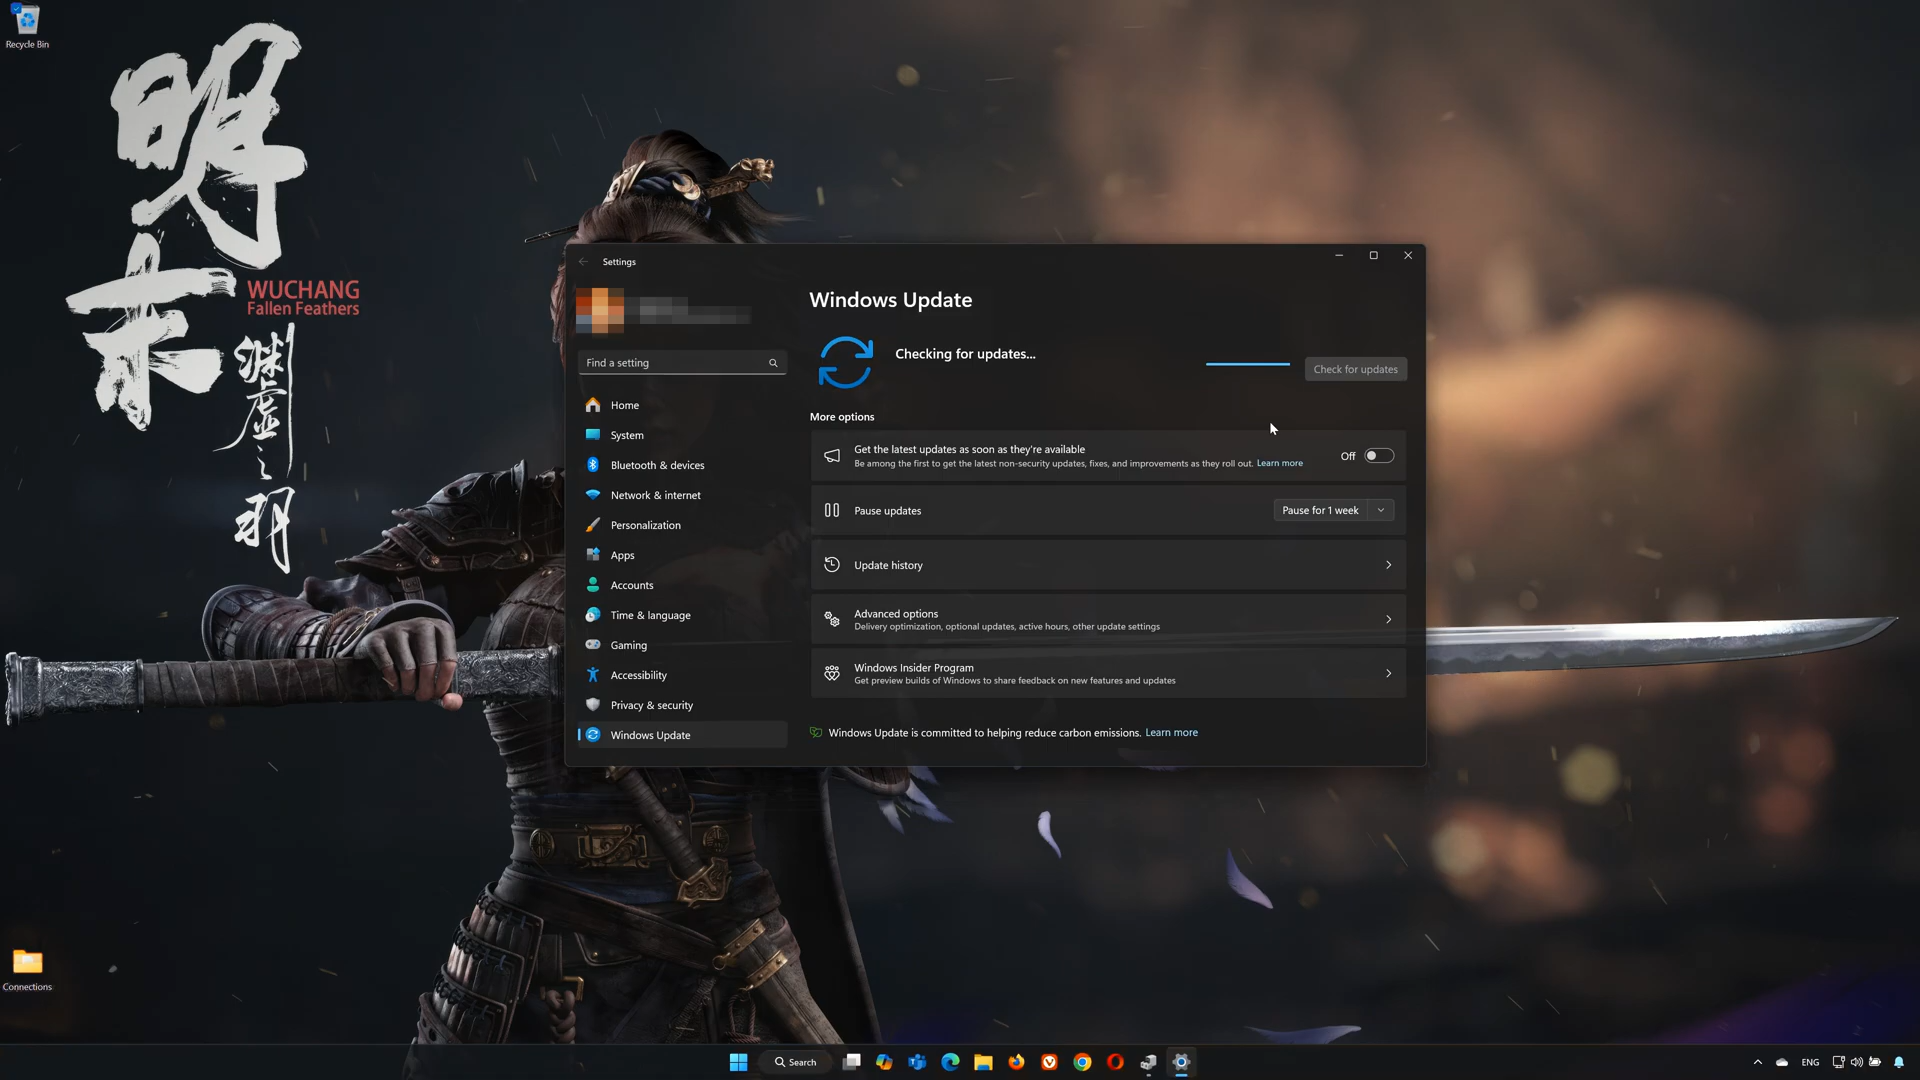 Recycle Bin
明末
WUCHANG
Fallen Feathers
渊虚之羽
Settings
Find a setting
Home
System
Bluetooth & devices
Network & internet
Personalization
Apps
Accounts
Time & language
Gaming
Accessibility
Privacy & security
Windows Update
Windows Update
Checking for updates...
Check for updates
More options
Get the latest updates as soon as they're available
Be among the first to get the latest non-security updates, fixes, and improvements as they roll out. Learn more
Off
Pause updates
Pause for 1 week
Update history
Advanced options
Delivery optimization, optional updates, active hours, other update settings
Windows Insider Program
Get preview builds of Windows to share feedback on new features and updates
Windows Update is committed to helping reduce carbon emissions. Learn more
Connections
Search
ENG